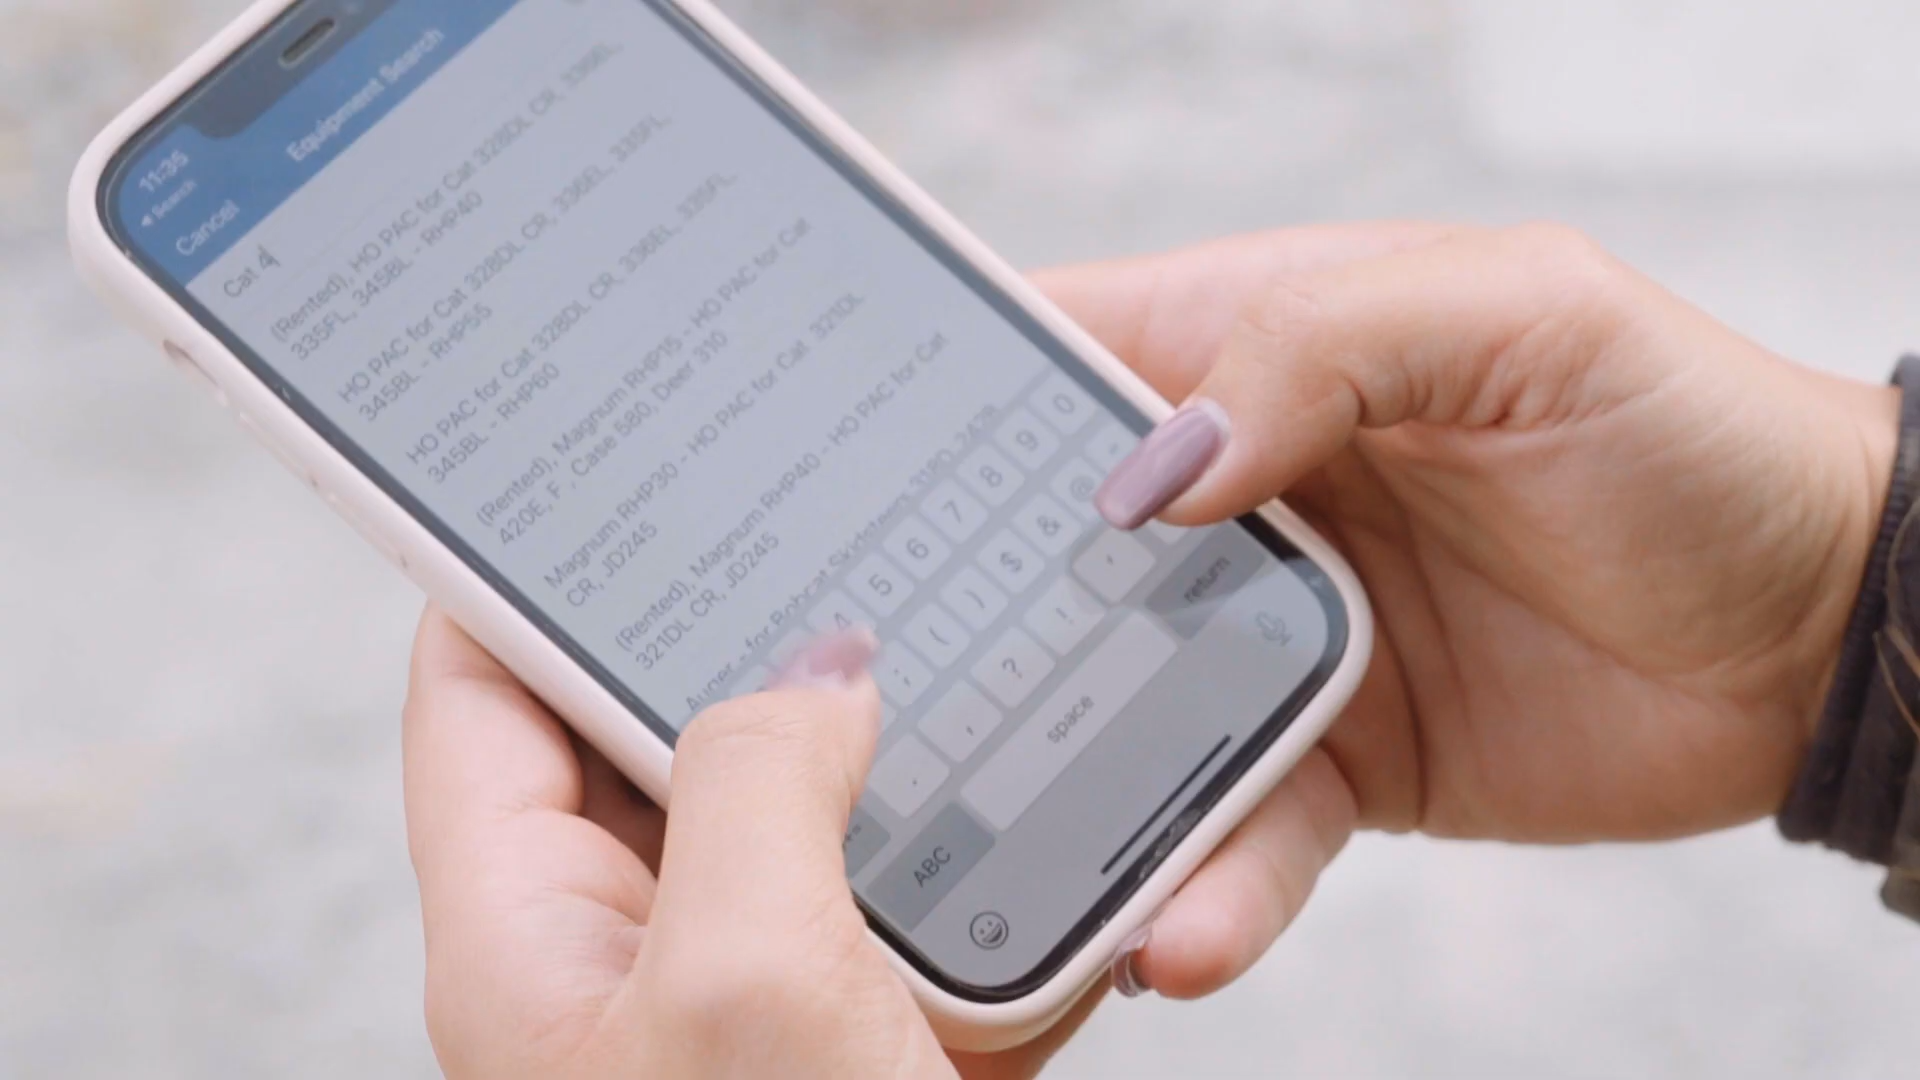 11:35
◀ Search
Cancel
Equipment Search
Cat 4
(Rented), HO PAC for Cat 328DL CR, 336EL,
335FL, 345BL - RHP40
HO PAC for Cat 328DL CR, 336EL, 335FL,
345BL - RHP55
HO PAC for Cat 328DL CR, 336EL, 335FL,
345BL - RHP60
(Rented), Magnum RHP15 - HO PAC for Cat
420E, F , Case 580, Deer 310
Magnum RHP30 - HO PAC for Cat 321DL
CR, JD245
(Rented), Magnum RHP40 - HO PAC for Cat
321DL CR, JD245
Auger - for Bobcat Skidsteers
4 5 6 7 8 9 0
; ( ) $ & @
. , ? ! '
ABC space return